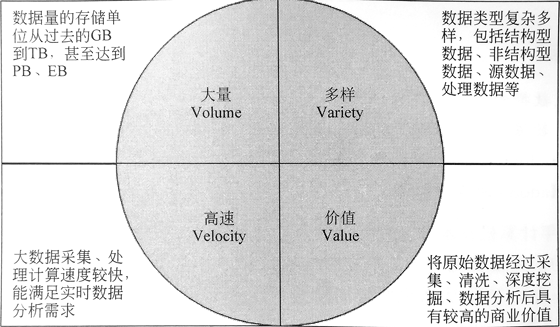 数据量的存储单
位从过去的GB
到TB，甚至达到
PB、EB
大量
Volume
多样
Variety
数据类型复杂多
样，包括结构型
数据、非结构型
数据、源数据、
处理数据等
大数据采集、处
理计算速度较快，
能满足实时数据
分析需求
高速
Velocity
价值
Value
将原始数据经过采
集、清洗、深度挖
掘、数据分析后具
有较高的商业价值